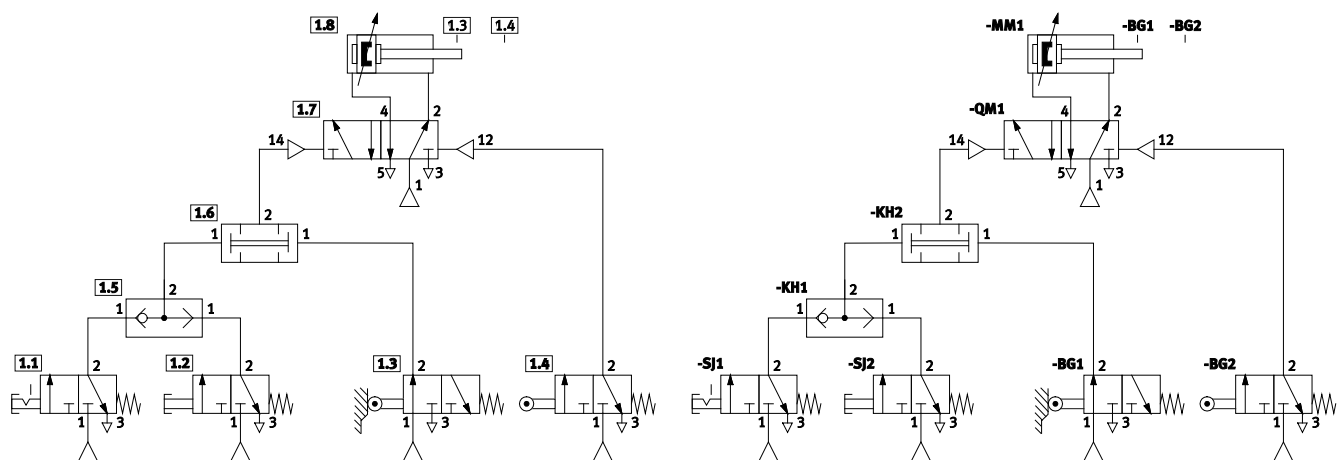 1.8 1.3 1.4 -MM1 -BG1 -BG2
1.7 4 2 -QM1 4 2
14 12 14 12
5 3 5 3
1 1
1.6 2 -KH2 2
1 1 1 1
1.5 2 -KH1 2
1 1 1 1
1.1 2 1.2 2 1.3 2 1.4 2 -SJ1 2 -SJ2 2 -BG1 2 -BG2 2
1 3 1 3 1 3 1 3 1 3 1 3 1 3 1 3